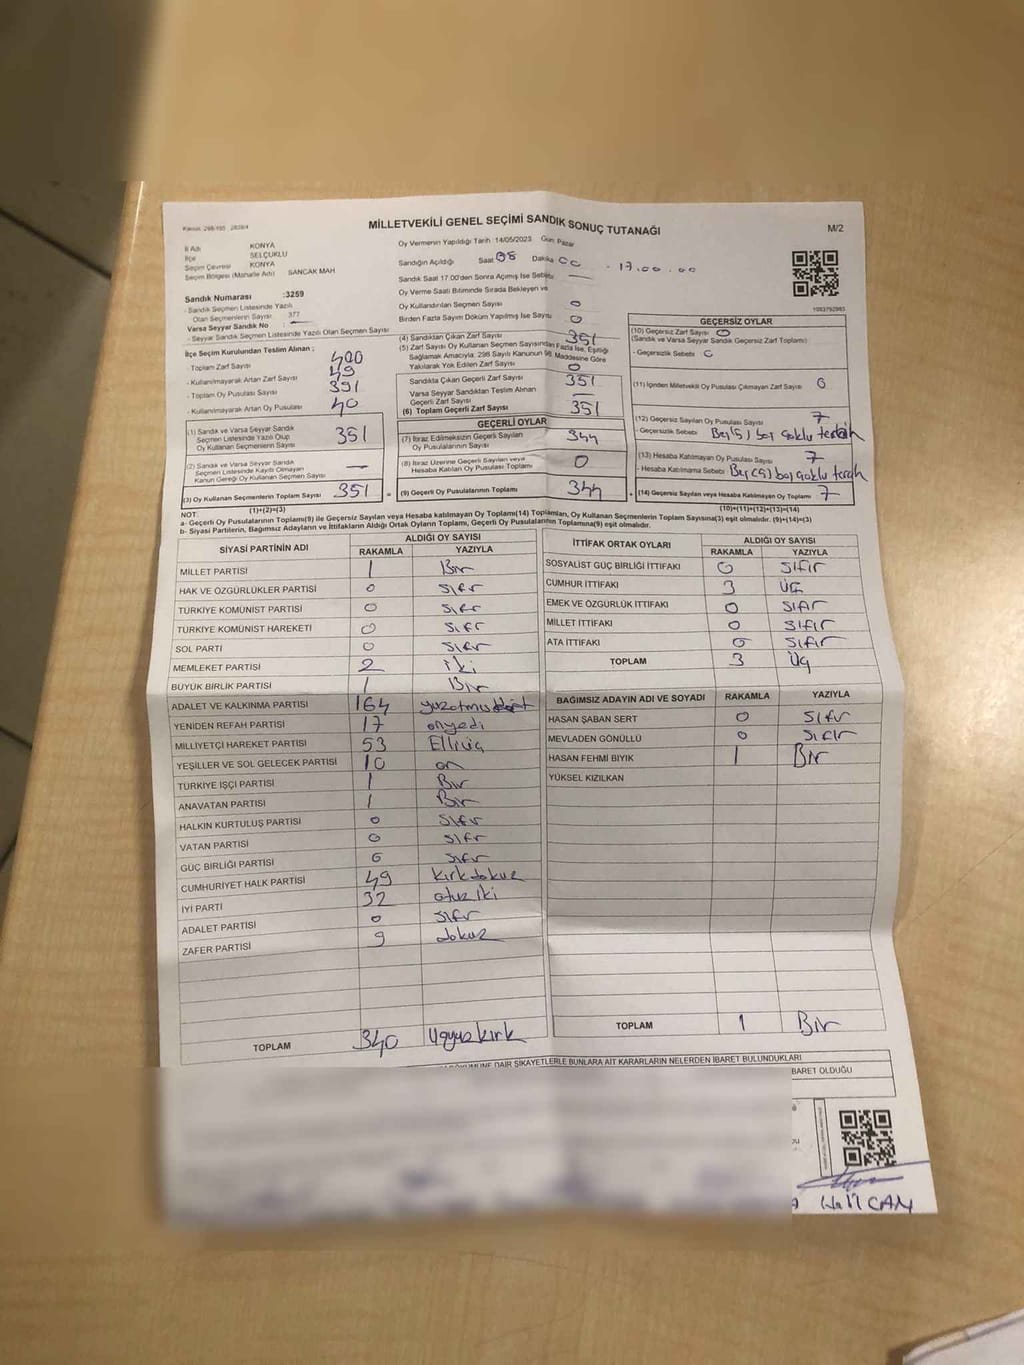 Kanun: 298/105 2839/4
MİLLETVEKİLİ GENEL SEÇİMİ SANDIK SONUÇ TUTANAĞI
M/2
İl Adı KONYA
İlçe SELÇUKLU
Seçim Çevresi KONYA
Seçim Bölgesi (Mahalle Adı) SANCAK MAH
Sandık Numarası :3259
- Sandık Seçmen Listesinde Yazılı
Olan Seçmenlerin Sayısı 377
Varsa Seyyar Sandık No :
- Seyyar Sandık Seçmen Listesinde Yazılı Olan Seçmen Sayısı
İlçe Seçim Kurulundan Teslim Alınan ;
- Toplam Zarf Sayısı 400
- Kullanılmayarak Artan Zarf Sayısı 49
- Toplam Oy Pusulası Sayısı 391
- Kullanılmayarak Artan Oy Pusulası 40
(1) Sandık ve Varsa Seyyar Sandık
Seçmen Listesinde Yazılı Olup
Oy Kullanan Seçmenlerin Sayısı 351
(2) Sandık ve Varsa Seyyar Sandık
Seçmen Listesinde Kayıtlı Olmayan
Kanun Gereği Oy Kullanan Seçmen Sayısı —
(3) Oy Kullanan Seçmenlerin Toplam Sayısı 351 =
(1)+(2)=(3)
Oy Vermenin Yapıldığı Tarih 14/05/2023 Gün: Pazar
Sandığın Açıldığı Saat 08 Dakika 00 - 17.00.00
Sandık Saat 17.00'den Sonra Açılmış İse Sebebi —
Oy Verme Saati Bitiminde Sırada Bekleyen ve
Oy Kullandırılan Seçmen Sayısı 0
Birden Fazla Sayım Döküm Yapılmış İse Sayısı 0
(4) Sandıktan Çıkan Zarf Sayısı 351
(5) Zarf Sayısı Oy Kullanan Seçmen Sayısından Fazla İse, Eşitliği
Sağlamak Amacıyla, 298 Sayılı Kanunun 98. Maddesine Göre
Yakılarak Yok Edilen Zarf Sayısı 0
Sandıkta Çıkan Geçerli Zarf Sayısı 351
Varsa Seyyar Sandıktan Teslim Alınan
Geçerli Zarf Sayısı —
(6) Toplam Geçerli Zarf Sayısı 351
GEÇERLİ OYLAR
(7) İtiraz Edilmeksizin Geçerli Sayılan
Oy Pusulalarının Sayısı 344
(8) İtiraz Üzerine Geçerli Sayılan veya
Hesaba Katılan Oy Pusulası Toplamı 0
(9) Geçerli Oy Pusulalarının Toplamı 344 +
1083792983
GEÇERSİZ OYLAR
(10) Geçersiz Zarf Sayısı 0
(Sandık ve Varsa Seyyar Sandık Geçersiz Zarf Toplamı)
- Geçersizlik Sebebi
(11) İçinden Milletvekili Oy Pusulası Çıkmayan Zarf Sayısı 0
(12) Geçersiz Sayılan Oy Pusulası Sayısı 7
- Geçersizlik Sebebi Beş(5) boş çoklu tercih
(13) Hesaba Katılmayan Oy Pusulası Sayısı 7
- Hesaba Katılmama Sebebi Beş(5) boş çoklu
(14) Geçersiz Sayılan veya Hesaba Katılmayan Oy Toplamı 7
(10)+(11)+(12)+(13)=(14)
NOT:
a- Geçerli Oy Pusulalarının Toplamı(9) ile Geçersiz Sayılan veya Hesaba Katılmayan Oy Toplamı(14) Toplamları, Oy Kullanan Seçmenlerin Toplam Sayısına(3) eşit olmalıdır. (9)+(14)=(3)
b- Siyasi Partilerin, Bağımsız Adayların ve İttifakların Aldığı Ortak Oyların Toplamı, Geçerli Oy Pusulalarının Toplamına(9) eşit olmalıdır.
SİYASİ PARTİNİN ADI ALDIĞI OY SAYISI
RAKAMLA YAZIYLA
MİLLET PARTİSİ 1 Bir
HAK VE ÖZGÜRLÜKLER PARTİSİ 0 sıfır
TÜRKİYE KOMÜNİST PARTİSİ 0 sıfır
TÜRKİYE KOMÜNİST HAREKETİ 0 sıfır
SOL PARTİ 0 sıfır
MEMLEKET PARTİSİ 2 iki
BÜYÜK BİRLİK PARTİSİ 1 Bir
ADALET VE KALKINMA PARTİSİ 164 yüzatmışdört
YENİDEN REFAH PARTİSİ 17 onyedi
MİLLİYETÇİ HAREKET PARTİSİ 53 Elliüç
YEŞİLLER VE SOL GELECEK PARTİSİ 10 on
TÜRKİYE İŞÇİ PARTİSİ 1 Bir
ANAVATAN PARTİSİ 1 Bir
HALKIN KURTULUŞ PARTİSİ 0 sıfır
VATAN PARTİSİ 0 sıfır
GÜÇ BİRLİĞİ PARTİSİ 0 sıfır
CUMHURİYET HALK PARTİSİ 49 kırkdokuz
İYİ PARTİ 32 otuziki
ADALET PARTİSİ 0 sıfır
ZAFER PARTİSİ 9 dokuz
TOPLAM 340 üçyüzkırk
İTTİFAK ORTAK OYLARI ALDIĞI OY SAYISI
RAKAMLA YAZIYLA
SOSYALİST GÜÇ BİRLİĞİ İTTİFAKI 0 sıfır
CUMHUR İTTİFAKI 3 üç
EMEK VE ÖZGÜRLÜK İTTİFAKI 0 sıfır
MİLLET İTTİFAKI 0 sıfır
ATA İTTİFAKI 0 sıfır
TOPLAM 3 üç
BAĞIMSIZ ADAYIN ADI VE SOYADI RAKAMLA YAZIYLA
HASAN ŞABAN SERT 0 sıfır
MEVLADEN GÖNÜLLÜ 0 sıfır
HASAN FEHMİ BIYIK 1 Bir
YÜKSEL KIZILKAN
TOPLAM 1 Bir
DAİR ŞİKAYETLERLE BUNLARA AİT KARARLARIN NELERDEN İBARET BULUNDUKLARI
BARET OLDUĞU
Halil CAN